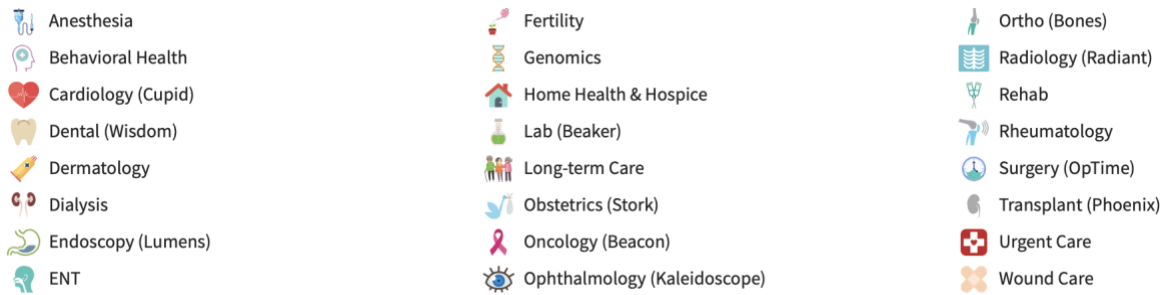 Anesthesia
Behavioral Health
Cardiology (Cupid)
Dental (Wisdom)
Dermatology
Dialysis
Endoscopy (Lumens)
ENT
Fertility
Genomics
Home Health & Hospice
Lab (Beaker)
Long-term Care
Obstetrics (Stork)
Oncology (Beacon)
Ophthalmology (Kaleidoscope)
Ortho (Bones)
Radiology (Radiant)
Rehab
Rheumatology
Surgery (OpTime)
Transplant (Phoenix)
Urgent Care
Wound Care